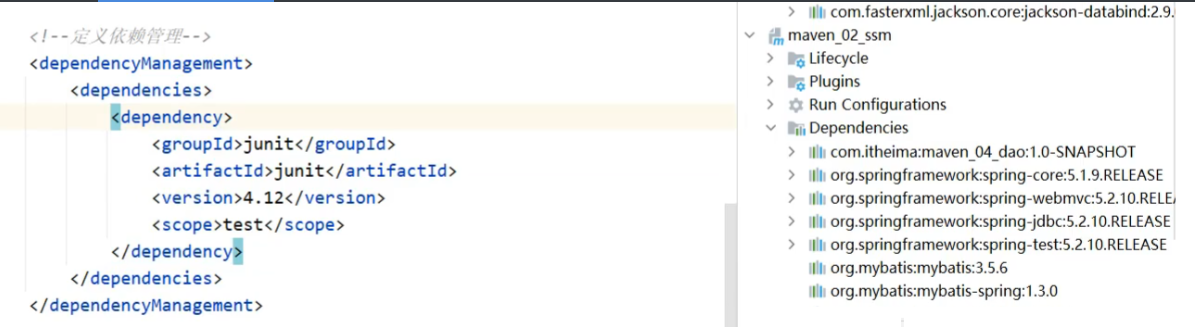 <!--定义依赖管理-->
<dependencyManagement>
<dependencies>
<dependency>
<groupId>junit</groupId>
<artifactId>junit</artifactId>
<version>4.12</version>
<scope>test</scope>
</dependency>
</dependencies>
</dependencyManagement>
com.fasterxml.jackson.core:jackson-databind:2.9.
maven_02_ssm
Lifecycle
Plugins
Run Configurations
Dependencies
com.itheima:maven_04_dao:1.0-SNAPSHOT
org.springframework:spring-core:5.1.9.RELEASE
org.springframework:spring-webmvc:5.2.10.RELEA
org.springframework:spring-jdbc:5.2.10.RELEASE
org.springframework:spring-test:5.2.10.RELEASE
org.mybatis:mybatis:3.5.6
org.mybatis:mybatis-spring:1.3.0